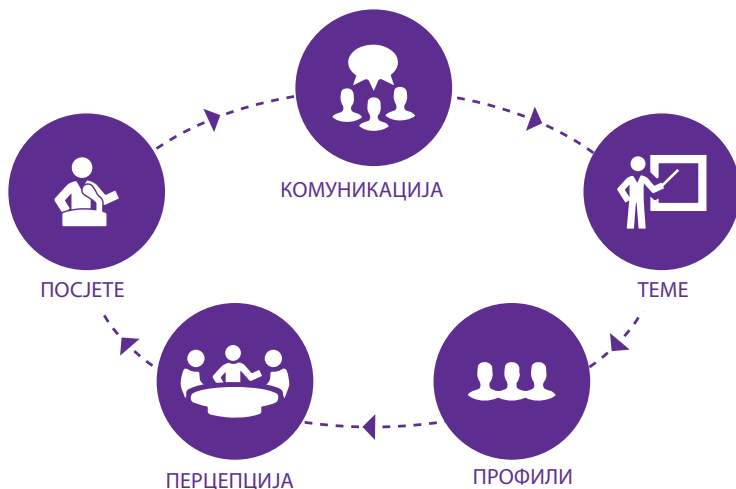 КОМУНИКАЦИЈА
ПОСЈЕТЕ
ТЕМЕ
ПЕРЦЕПЦИЈА
ПРОФИЛИ